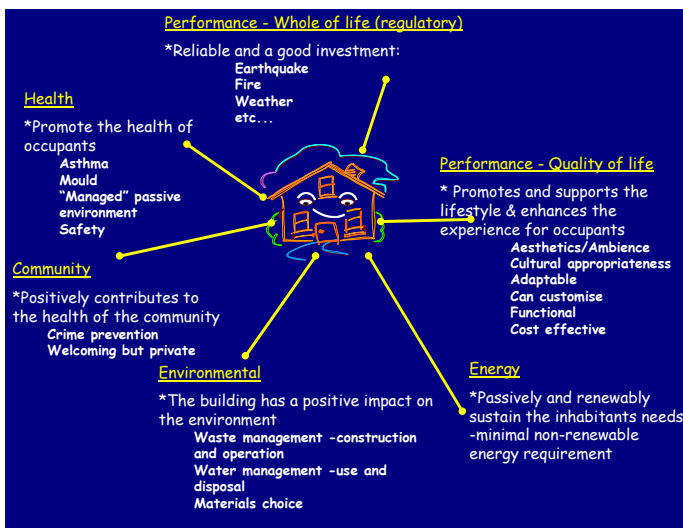 Performance - Whole of life (regulatory)
*Reliable and a good investment:
Earthquake
Fire
Weather
etc...
Health
*Promote the health of
occupants
Asthma
Mould
“Managed” passive
environment
Safety
Performance - Quality of life
* Promotes and supports the
lifestyle & enhances the
experience for occupants
Aesthetics/Ambience
Cultural appropriateness
Adaptable
Can customise
Functional
Cost effective
Community
*Positively contributes to
the health of the community
Crime prevention
Welcoming but private
Environmental
*The building has a positive impact on
the environment
Waste management -construction
and operation
Water management -use and
disposal
Materials choice
Energy
*Passively and renewably
sustain the inhabitants needs
-minimal non-renewable
energy requirement